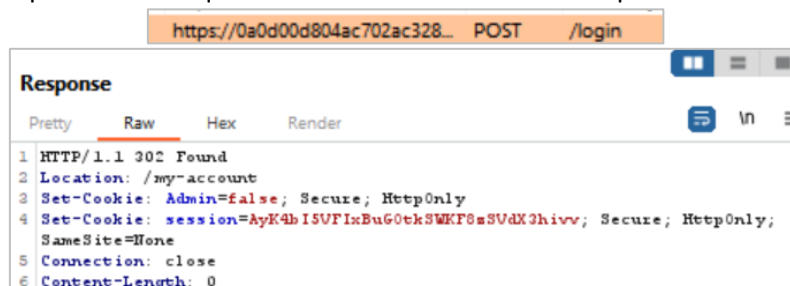 https://0a0d00d804ac702ac328... POST /login
Response
Pretty Raw Hex Render \n
1 HTTP/1.1 302 Found
2 Location: /my-account
3 Set-Cookie: Admin=false; Secure; HttpOnly
4 Set-Cookie: session=AyK4bI5VFIxBuG0tkSWKF8sSVdX3hivv; Secure; HttpOnly;
SameSite=None
5 Connection: close
6 Content-Length: 0